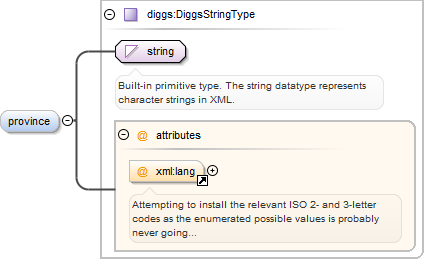 diggs:DiggsStringType
string
Built-in primitive type. The string datatype represents
character strings in XML.
province
@ attributes
@ xml:lang
Attempting to install the relevant ISO 2- and 3-letter
codes as the enumerated possible values is probably
never going...